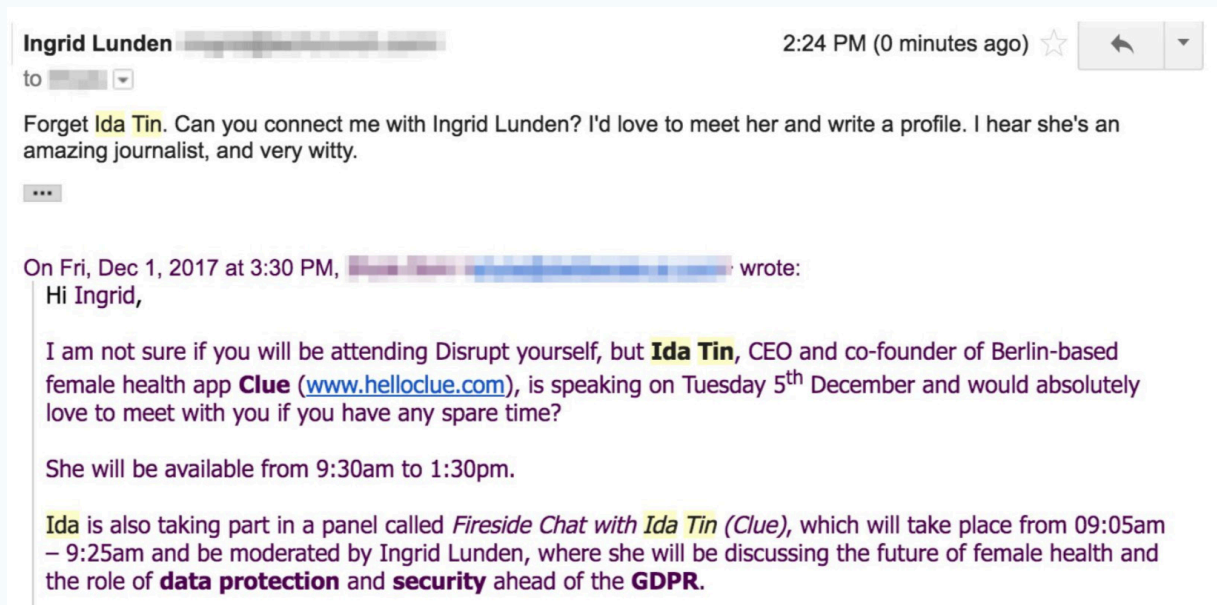 Ingrid Lunden
2:24 PM (0 minutes ago)
to
Forget Ida Tin. Can you connect me with Ingrid Lunden? I'd love to meet her and write a profile. I hear she's an
amazing journalist, and very witty.
On Fri, Dec 1, 2017 at 3:30 PM, wrote:
Hi Ingrid,
I am not sure if you will be attending Disrupt yourself, but Ida Tin, CEO and co-founder of Berlin-based
female health app Clue (www.helloclue.com), is speaking on Tuesday 5th December and would absolutely
love to meet with you if you have any spare time?
She will be available from 9:30am to 1:30pm.
Ida is also taking part in a panel called Fireside Chat with Ida Tin (Clue), which will take place from 09:05am
– 9:25am and be moderated by Ingrid Lunden, where she will be discussing the future of female health and
the role of data protection and security ahead of the GDPR.